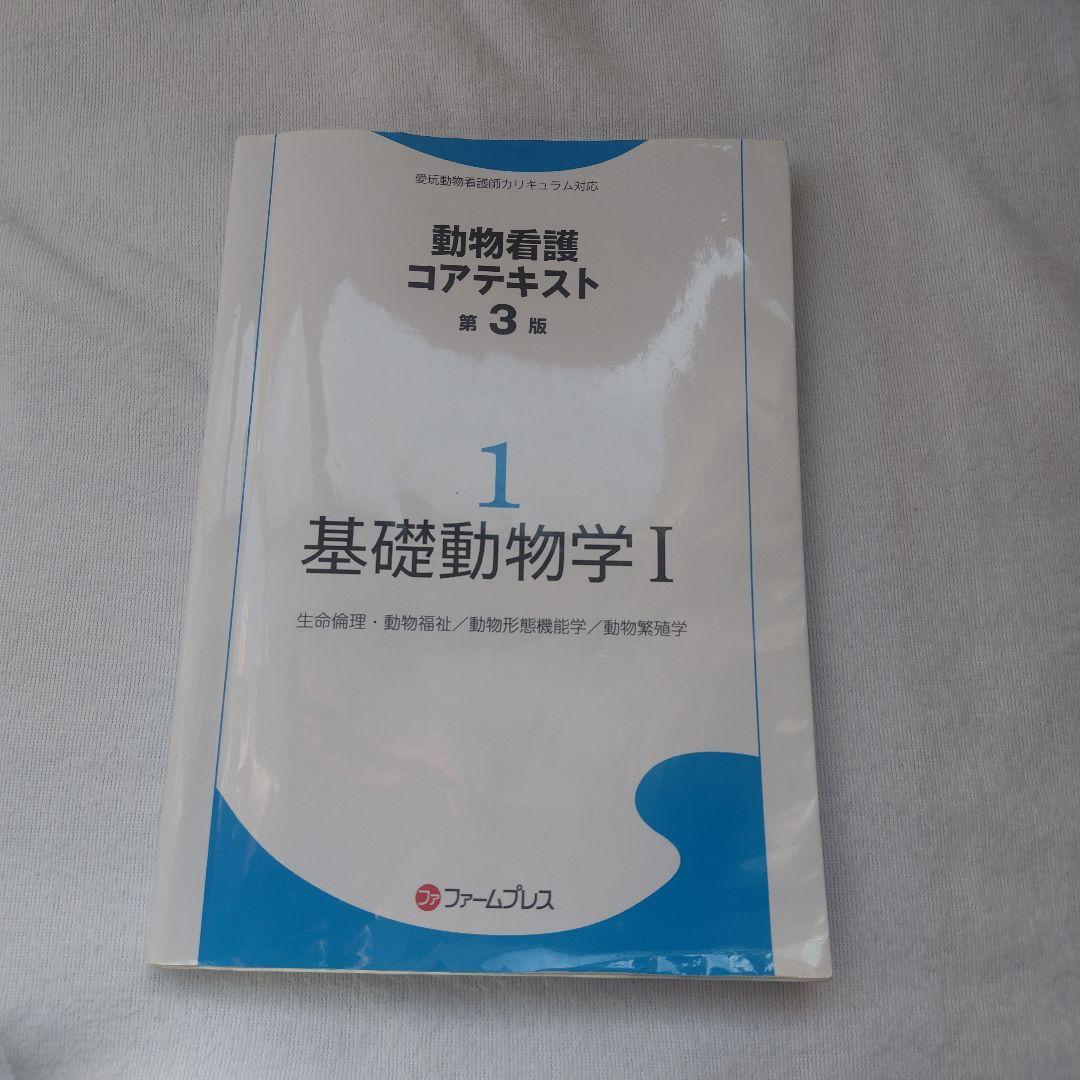 愛玩動物看護師カリキュラム対応
動物看護
コアテキスト
第3版
1
基礎動物学I
生命倫理・動物福祉／動物形態機能学／動物繁殖学
ファ ファームプレス